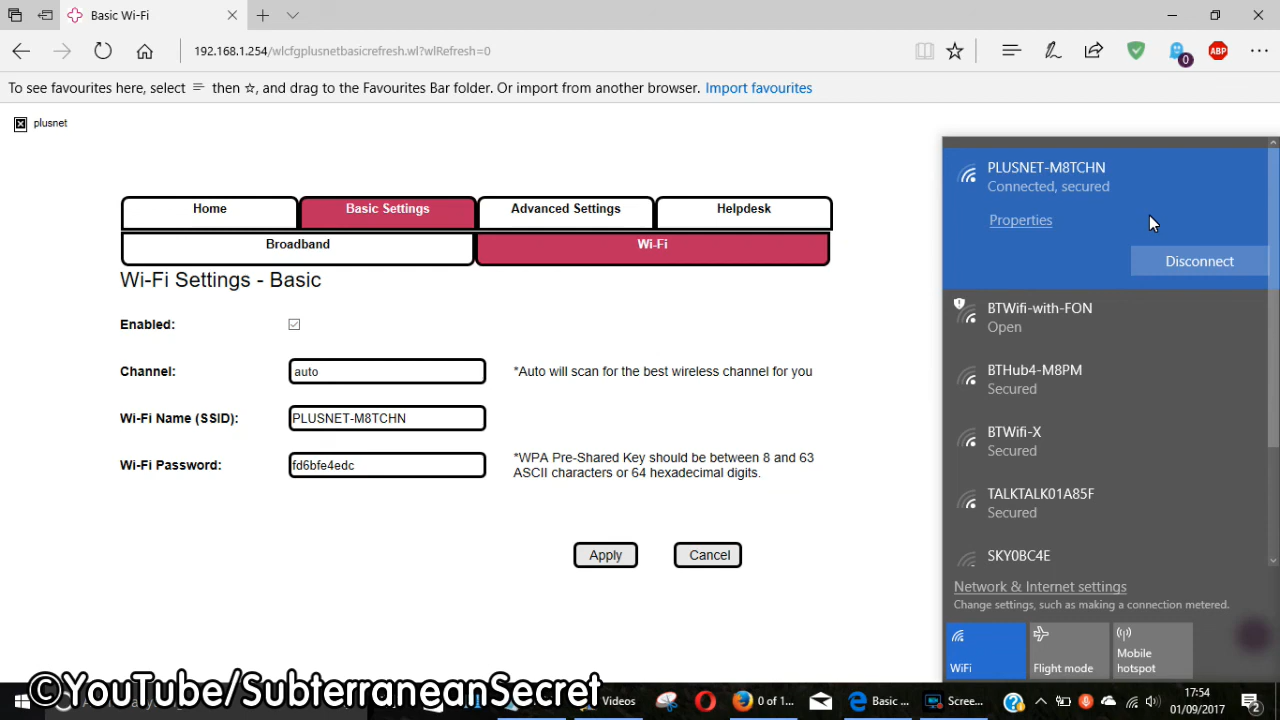 Basic Wi-Fi
192.168.1.254/wlcfgplusnetbasicrefresh.wl?wlRefresh=0
0
ABP
To see favourites here, select then ☆, and drag to the Favourites Bar folder. Or import from another browser. Import favourites
plusnet
Home
Basic Settings
Advanced Settings
Helpdesk
Broadband
Wi-Fi
Wi-Fi Settings - Basic
Enabled:
Channel:
auto
*Auto will scan for the best wireless channel for you
Wi-Fi Name (SSID):
PLUSNET-M8TCHN
Wi-Fi Password:
fd6bfe4edc
*WPA Pre-Shared Key should be between 8 and 63
ASCII characters or 64 hexadecimal digits.
Apply
Cancel
PLUSNET-M8TCHN
Connected, secured
Properties
Disconnect
BTWifi-with-FON
Open
BTHub4-M8PM
Secured
BTWifi-X
Secured
TALKTALK01A85F
Secured
SKY0BC4E
Network & Internet settings
Change settings, such as making a connection metered.
WiFi
Flight mode
Mobile
hotspot
©YouTube/SubterraneanSecret
Videos
0 of 1...
Basic ...
Scree...
17:54
01/09/2017
2